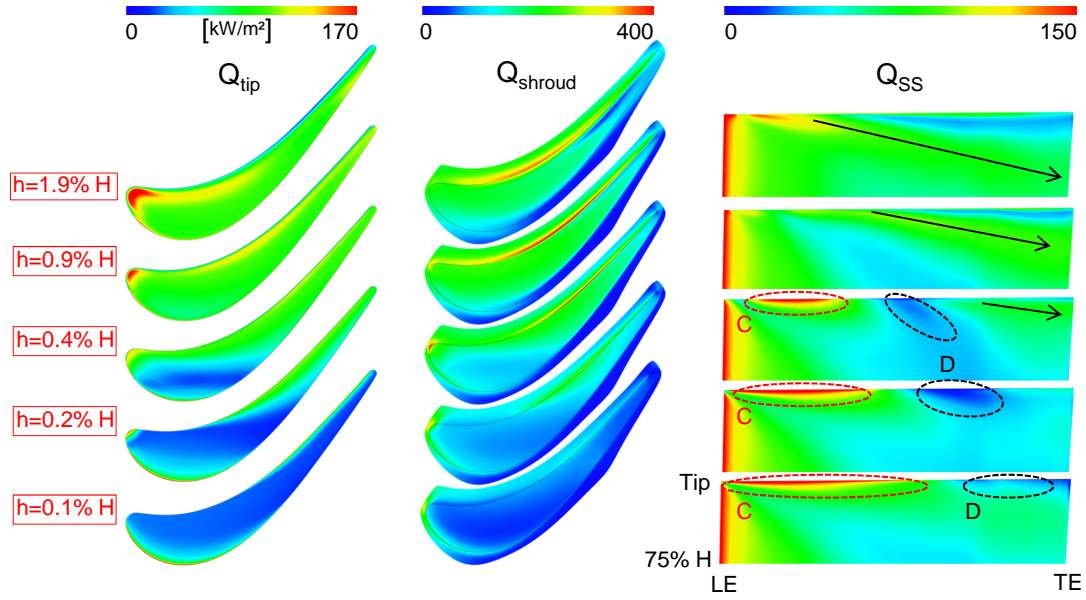 0 [kW/m²] 170
0 400
0 150
Q_tip
Q_shroud
Q_SS
h=1.9% H
h=0.9% H
h=0.4% H
h=0.2% H
h=0.1% H
C
D
C
Tip
C
D
75% H
LE
TE